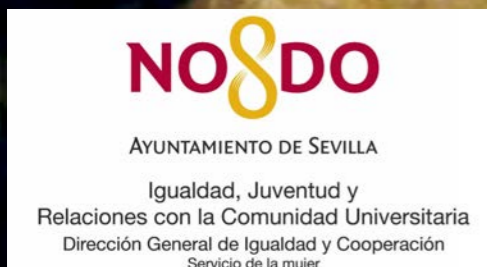 NO8DO
AYUNTAMIENTO DE SEVILLA
Igualdad, Juventud y
Relaciones con la Comunidad Universitaria
Dirección General de Igualdad y Cooperación
Servicio de la mujer